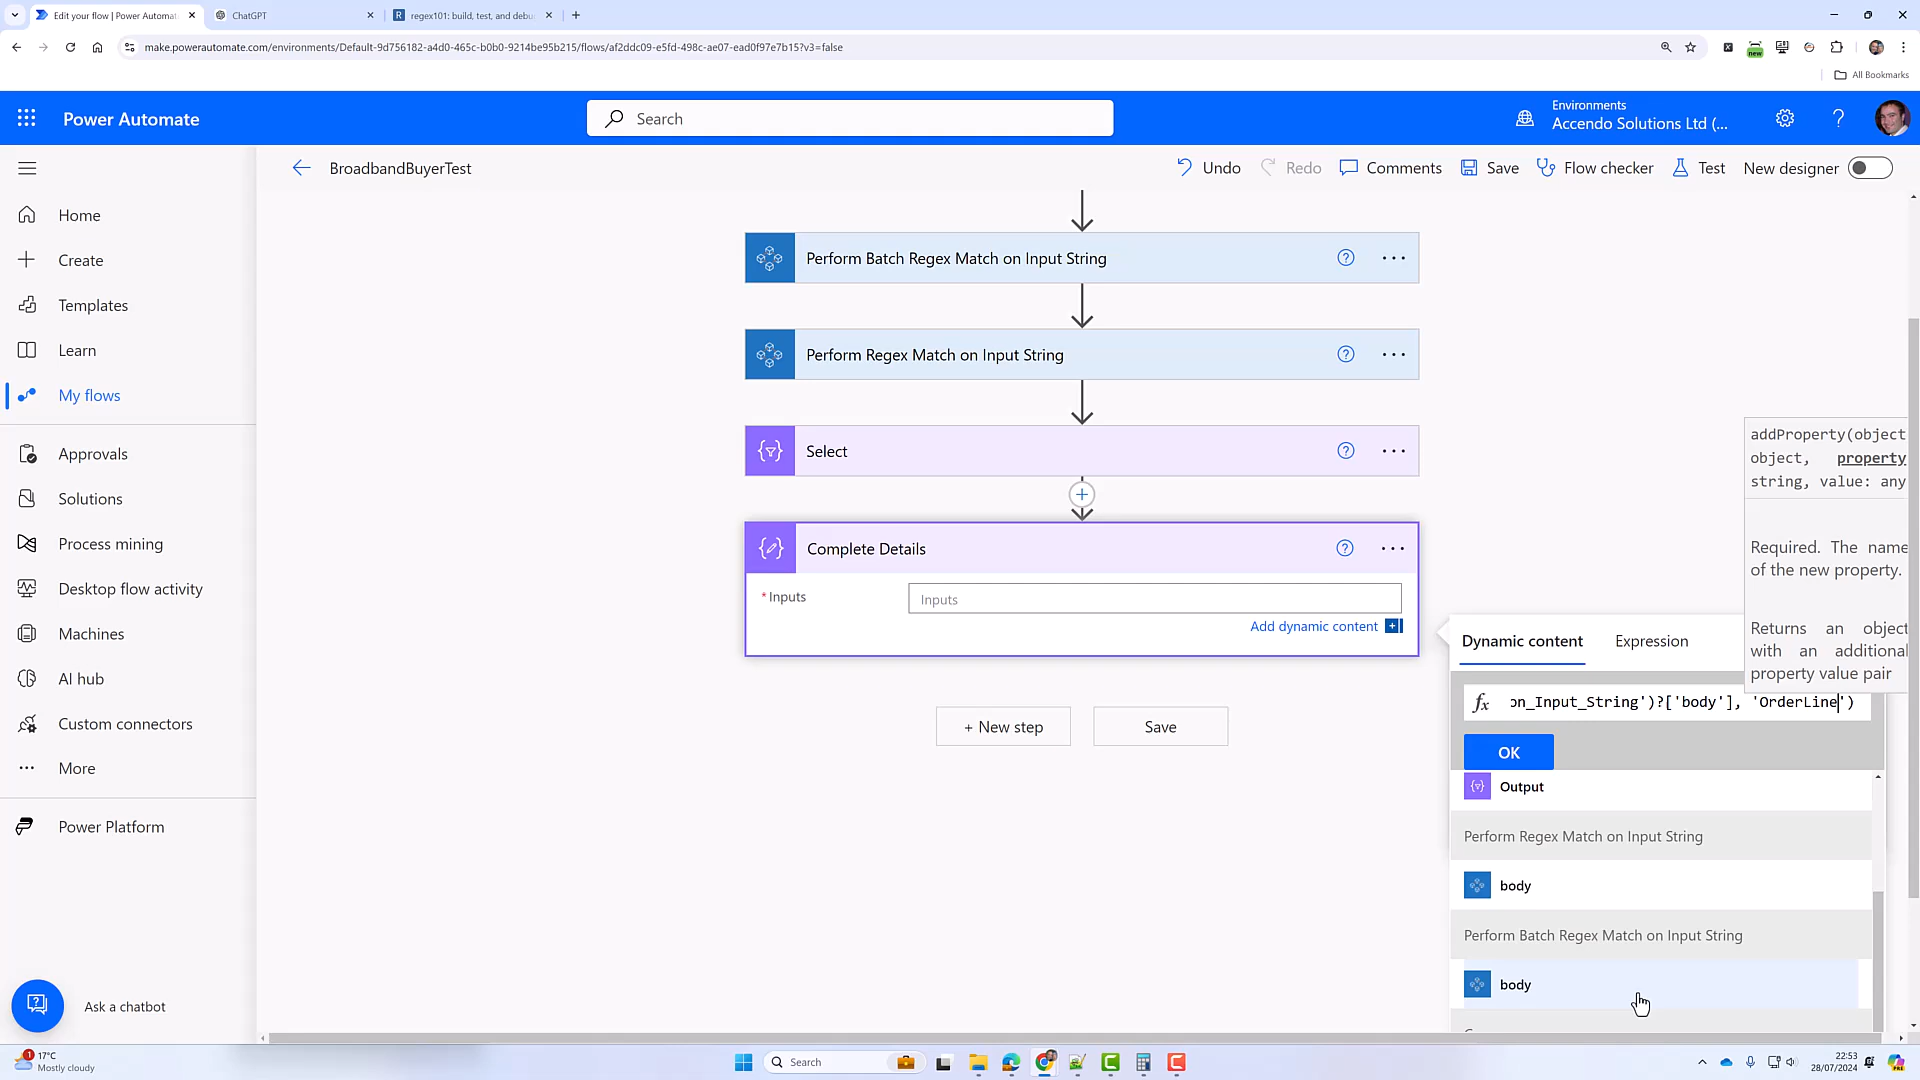 Edit your flow | Power Automat
ChatGPT
regex101: build, test, and debu
make.powerautomate.com/environments/Default-9d756182-a4d0-465c-b0b0-9214be95b215/flows/af2ddc09-e5fd-498c-ae07-ead0f97e7b15?v3=false
new
All Bookmarks
Power Automate
Search
Environments
Accendo Solutions Ltd (...
BroadbandBuyerTest
Undo
Redo
Comments
Save
Flow checker
Test
New designer
Home
Create
Templates
Learn
My flows
Approvals
Solutions
Process mining
Desktop flow activity
Machines
AI hub
Custom connectors
More
Power Platform
Ask a chatbot
Perform Batch Regex Match on Input String
Perform Regex Match on Input String
Select
Complete Details
* Inputs
Inputs
Add dynamic content
+ New step
Save
addProperty(object
object, property
string, value: any
Required. The name
of the new property.
Returns an object
with an additional
property value pair
Dynamic content
Expression
fx
on_Input_String')?['body'], 'OrderLine')
OK
Output
Perform Regex Match on Input String
body
Perform Batch Regex Match on Input String
body
1
17°C
Mostly cloudy
Search
22:53
28/07/2024